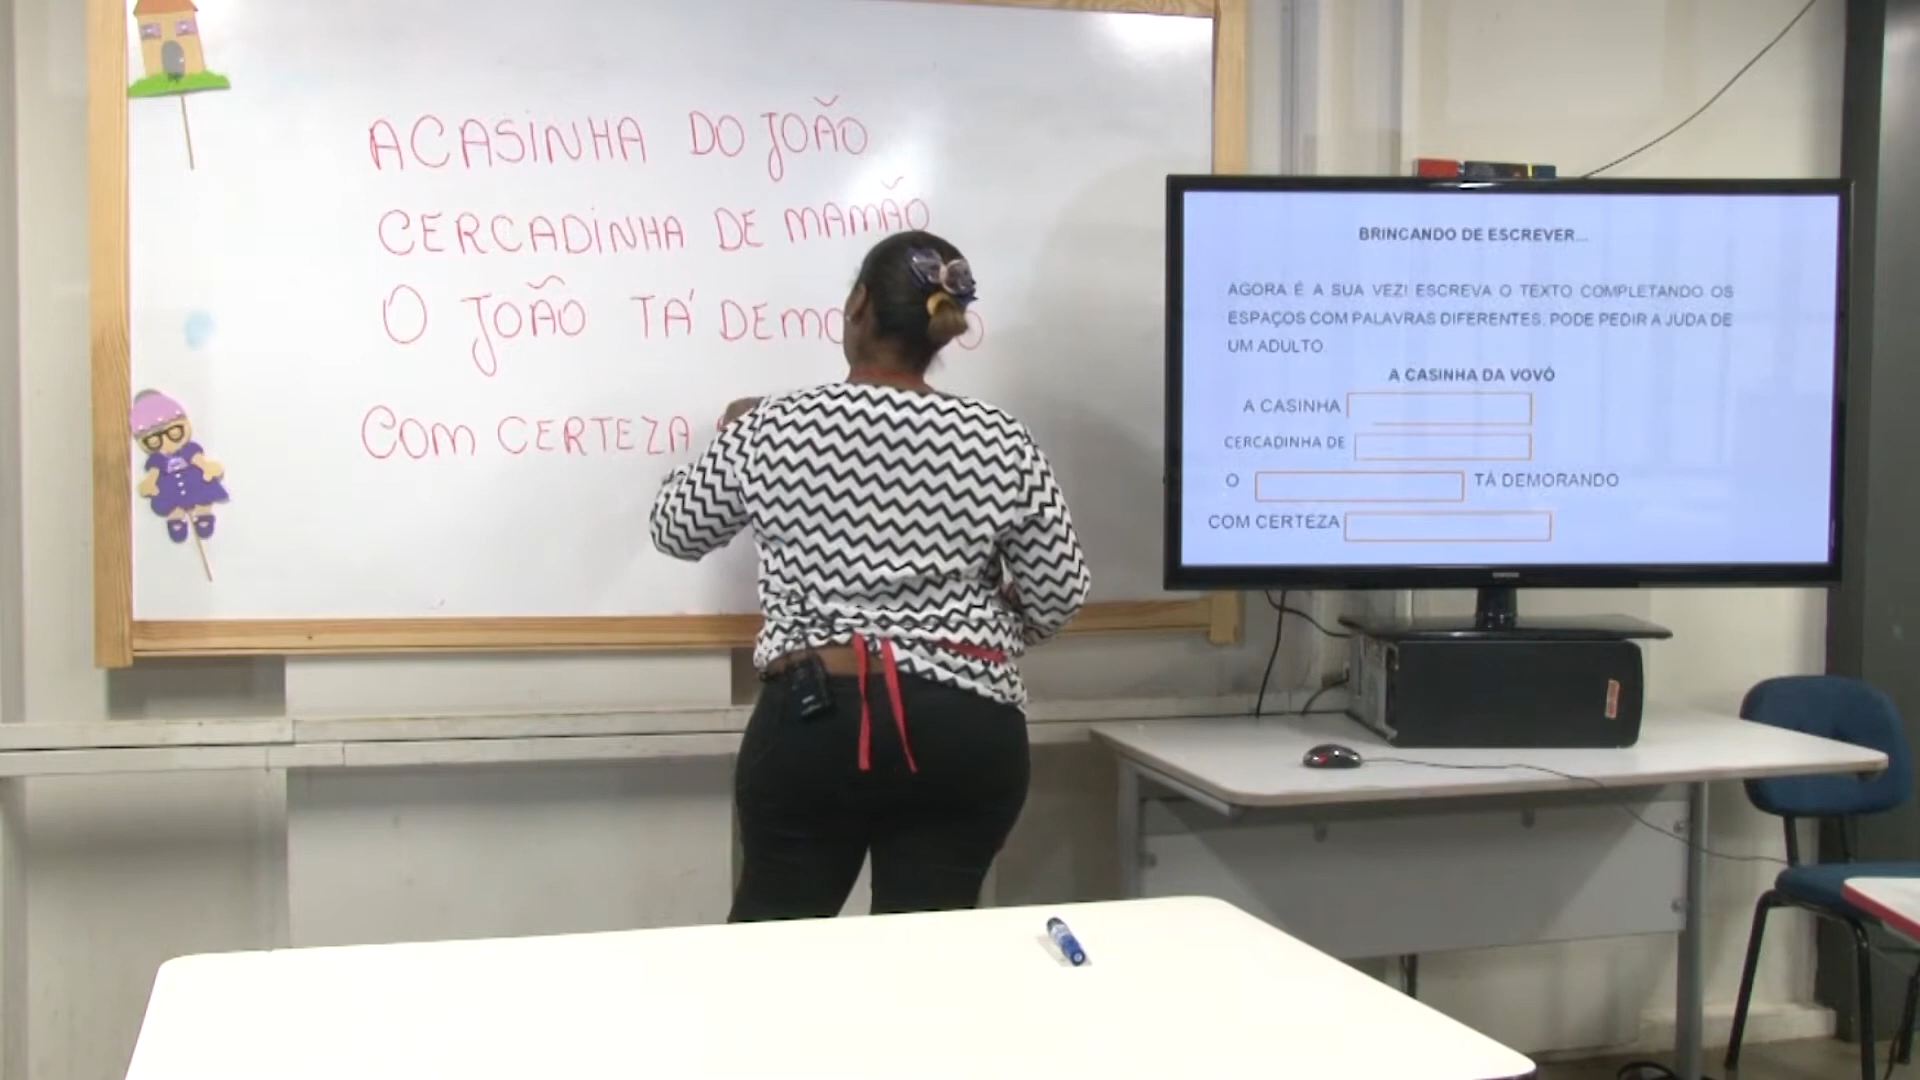 A CASINHA DO JOÃO
CERCADINHA DE MAMÃO
O JOÃO TÁ
COM CERTEZA
BRINCANDO DE ESCREVER...
AGORA É A SUA VEZ! ESCREVA O TEXTO COMPLETANDO OS
ESPAÇOS COM PALAVRAS DIFERENTES. PODE PEDIR A JUDA DE
UM ADULTO.
A CASINHA DA VOVÓ
A CASINHA
CERCADINHA DE
O TÁ DEMORANDO
COM CERTEZA